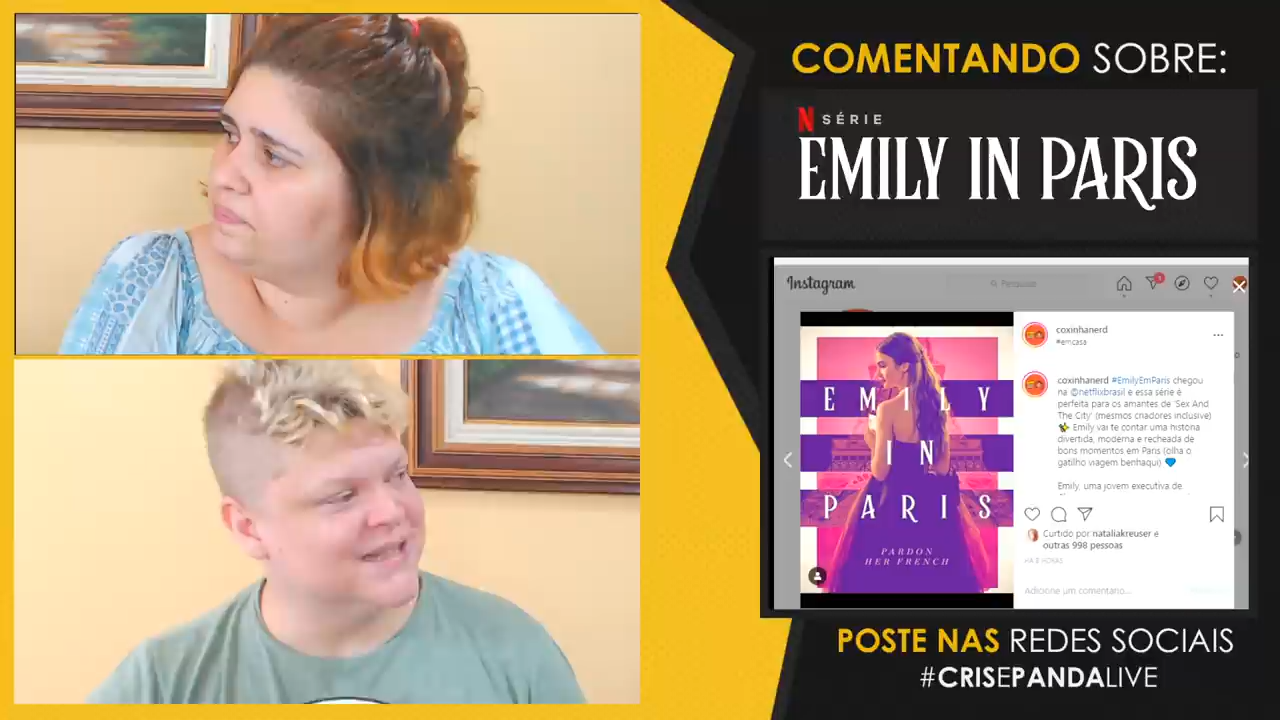 COMENTANDO SOBRE:
N SÉRIE
EMILY IN PARIS
Instagram
Pesquisar
EMILY
IN
PARIS
PARDON
HER FRENCH
coxinhanerd
#emcasa
coxinhanerd #EmilyEmParis chegou
na @netflixbrasil e essa série é
perfeita para os amantes de 'Sex And
The City' (mesmos criadores inclusive)
Emily vai te contar uma história
divertida, moderna e recheada de
bons momentos em Paris (olha o
gatilho viagem benhaqui)
Emily, uma jovem executiva de
Curtido por nataliakreuser e
outras 998 pessoas
HORAS
Adicione um comentário...
POSTE NAS REDES SOCIAIS
#CRISEPANDALIVE